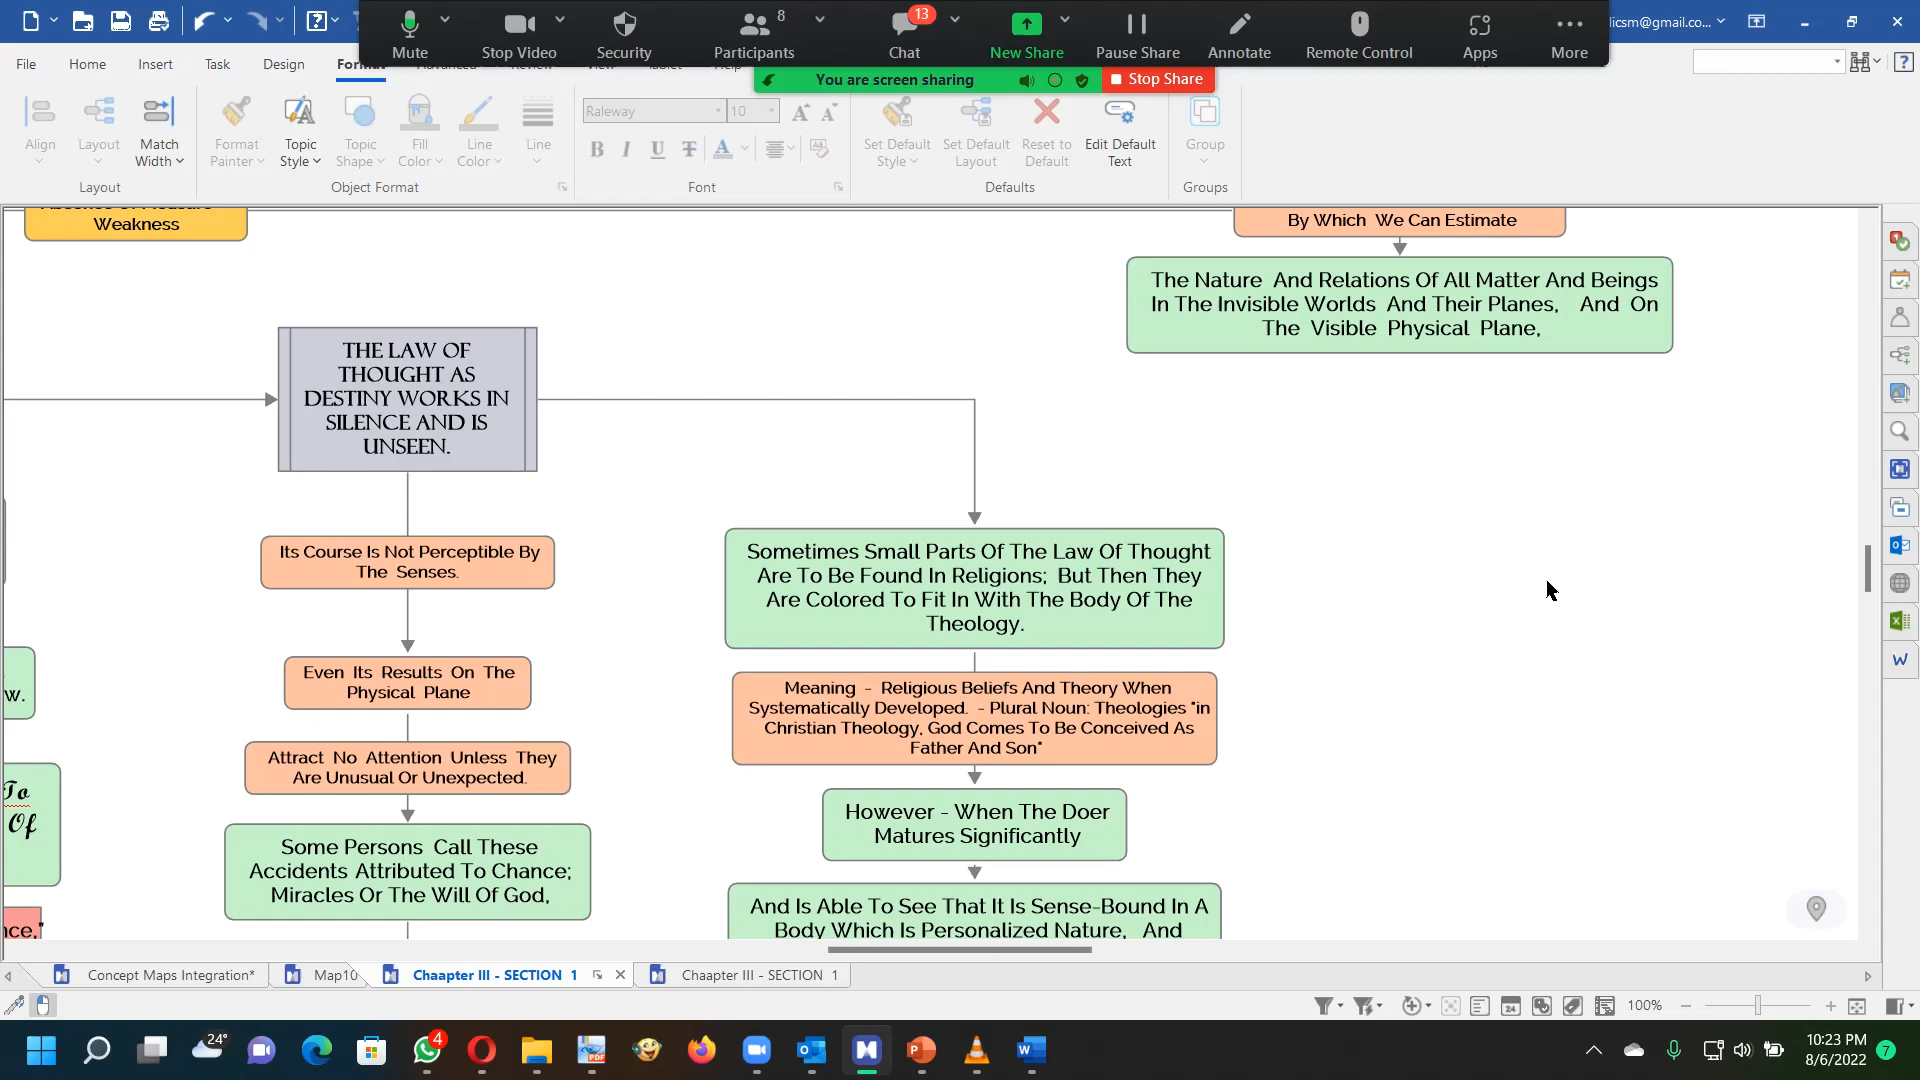 licsm@gmail.co...
Mute
Stop Video
Security
Participants
8
Chat
13
New Share
Pause Share
Annotate
Remote Control
Apps
More
You are screen sharing
Stop Share
File
Home
Insert
Task
Design
Align
Layout
Match
Width
Layout
Format
Painter
Topic
Style
Topic
Shape
Fill
Color
Line
Color
Line
Object Format
Raleway
10
Font
Set Default
Style
Set Default
Layout
Reset to
Default
Edit Default
Text
Defaults
Group
Groups
Weakness
By Which We Can Estimate
The Nature And Relations Of All Matter And Beings
In The Invisible Worlds And Their Planes, And On
The Visible Physical Plane,
THE LAW OF
THOUGHT AS
DESTINY WORKS IN
SILENCE AND IS
UNSEEN.
Its Course Is Not Perceptible By
The Senses.
Even Its Results On The
Physical Plane
Attract No Attention Unless They
Are Unusual Or Unexpected.
Some Persons Call These
Accidents Attributed To Chance;
Miracles Or The Will Of God,
Sometimes Small Parts Of The Law Of Thought
Are To Be Found In Religions; But Then They
Are Colored To Fit In With The Body Of The
Theology.
Meaning - Religious Beliefs And Theory When
Systematically Developed. - Plural Noun: Theologies "in
Christian Theology, God Comes To Be Conceived As
Father And Son"
However - When The Doer
Matures Significantly
And Is Able To See That It Is Sense-Bound In A
Body Which Is Personalized Nature, And
w.
To
Of
nce,"
Concept Maps Integration*
Map10
Chaapter III - SECTION 1
Chaapter III - SECTION 1
100%
24°
4
10:23 PM
8/6/2022
7